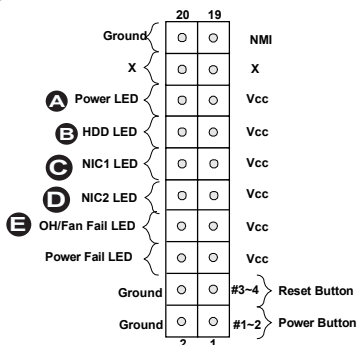 20 19
Ground NMI
X X
A Power LED Vcc
B HDD LED Vcc
C NIC1 LED Vcc
D NIC2 LED Vcc
E OH/Fan Fail LED Vcc
Power Fail LED Vcc
Ground #3~4 Reset Button
Ground #1~2 Power Button
2 1